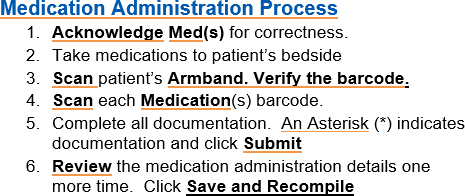 Medication Administration Process
1. Acknowledge Med(s) for correctness.
2. Take medications to patient's bedside
3. Scan patient's Armband. Verify the barcode.
4. Scan each Medication(s) barcode.
5. Complete all documentation. An Asterisk (*) indicates
documentation and click Submit
6. Review the medication administration details one
more time. Click Save and Recompile